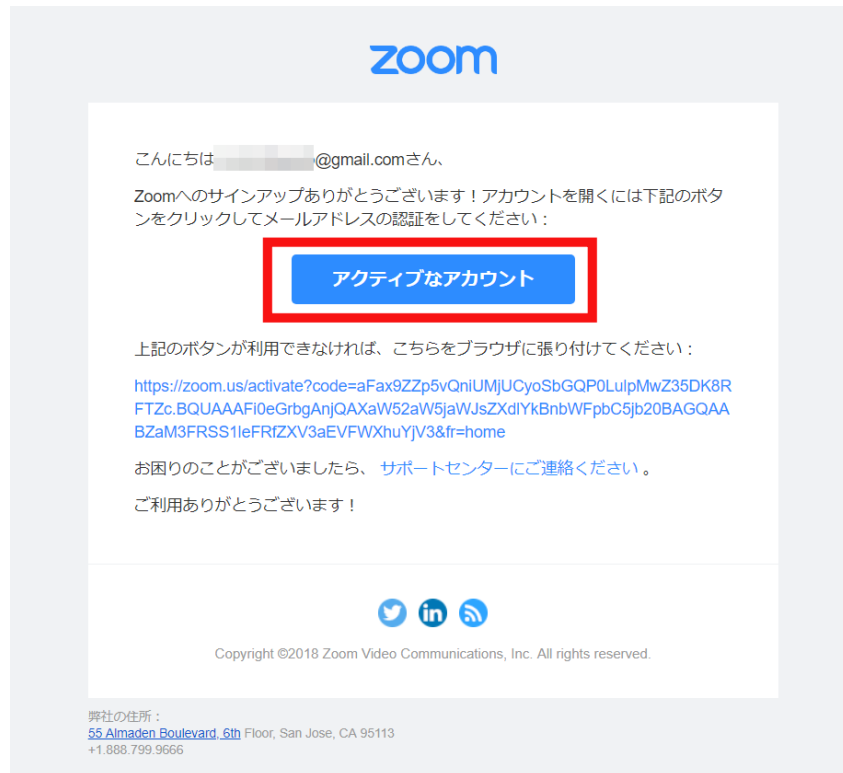 zoom
こんにちは @gmail.comさん、
Zoomへのサインアップありがとうございます！アカウントを開くには下記のボタ
ンをクリックしてメールアドレスの認証をしてください：
アクティブなアカウント
上記のボタンが利用できなければ、こちらをブラウザに張り付けてください：
https://zoom.us/activate?code=aFax9ZZp5vQniUMjUCyoSbGQP0LulpMwZ35DK8R
FTZc.BQUAAAFi0eGrbgAnjQAXaW52aW5jaWJsZXdlYkBnbWFpbC5jb20BAGQAA
BZaM3FRSS1leFRfZXV3aEVFWXhuYjV3&fr=home
お困りのことがございましたら、 サポートセンターにご連絡ください 。
ご利用ありがとうございます！
in
Copyright ©2018 Zoom Video Communications, Inc. All rights reserved.
弊社の住所：
55 Almaden Boulevard, 6th Floor, San Jose, CA 95113
+1.888.799.9666